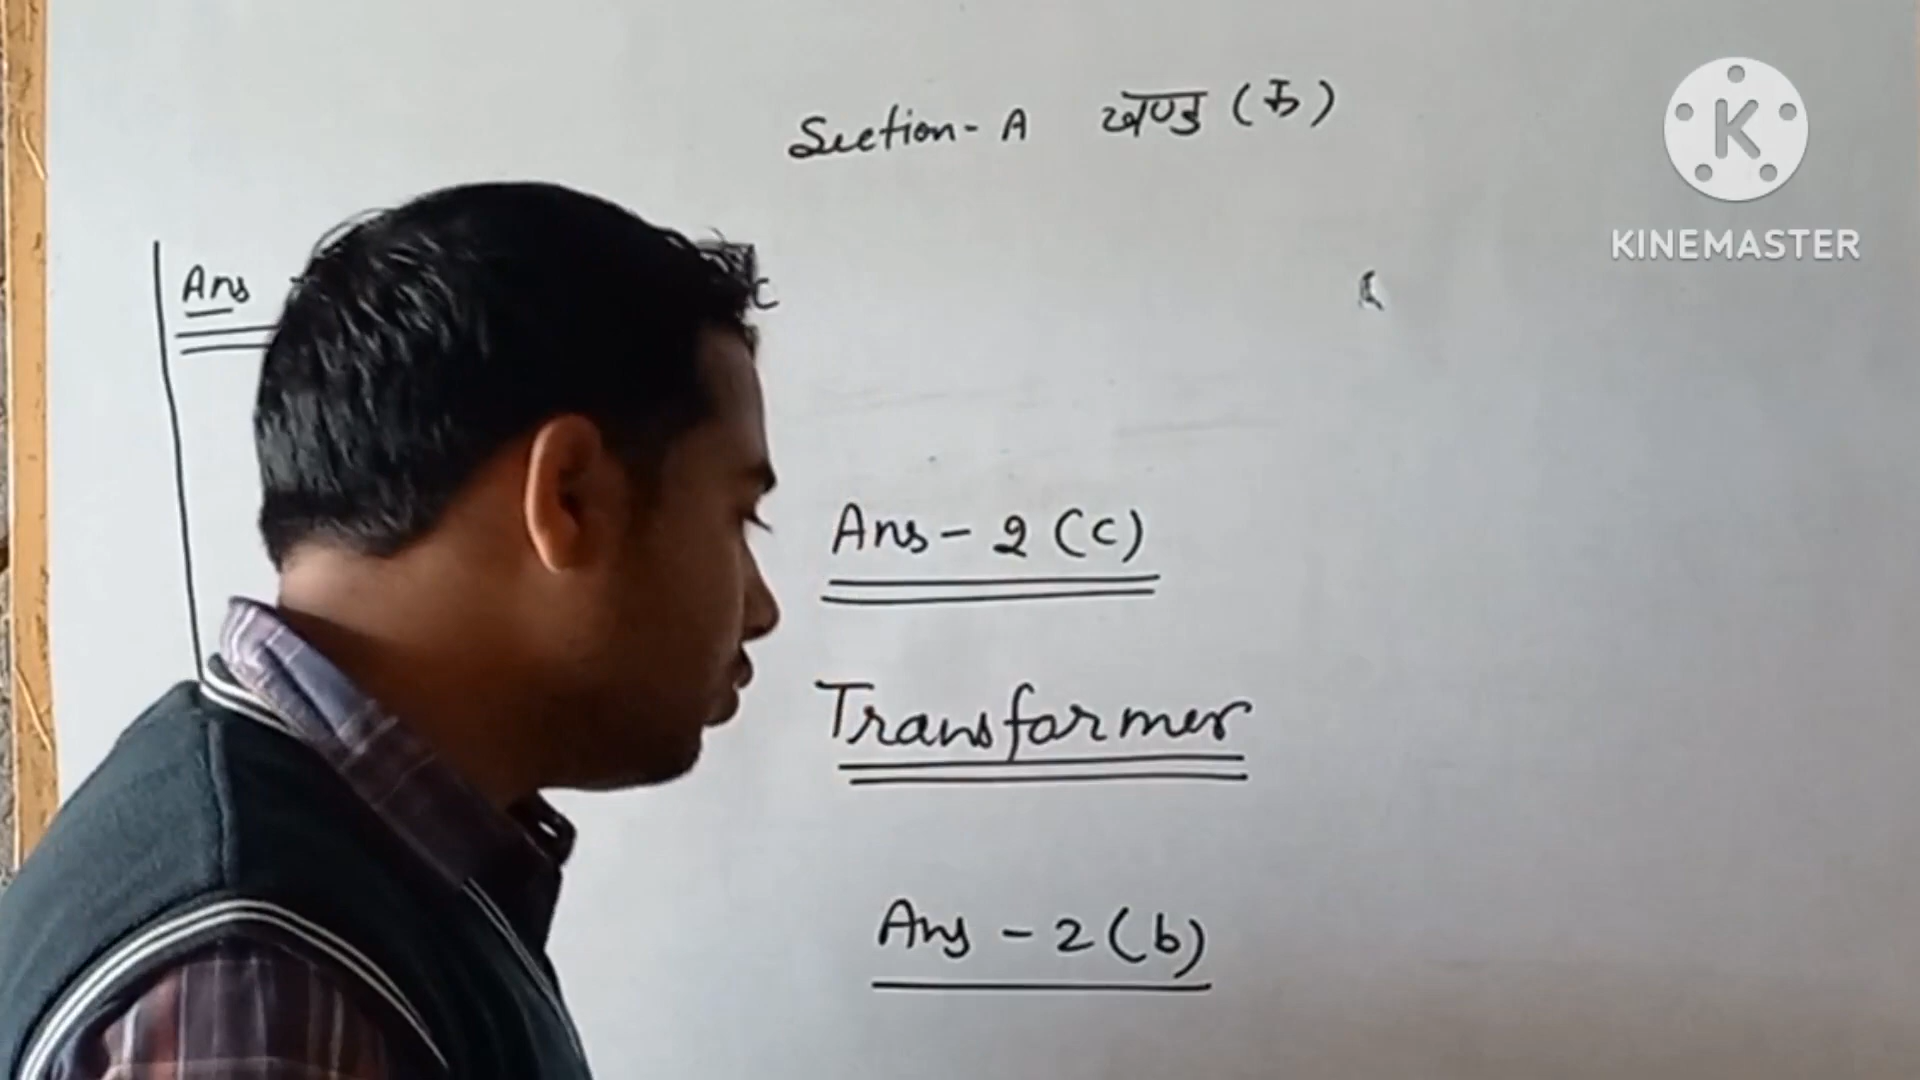 Section- A खण्ड (क)
K
KINEMASTER
Ans
c
Ans - 2 (c)
Transformer
Ans - 2 (b)